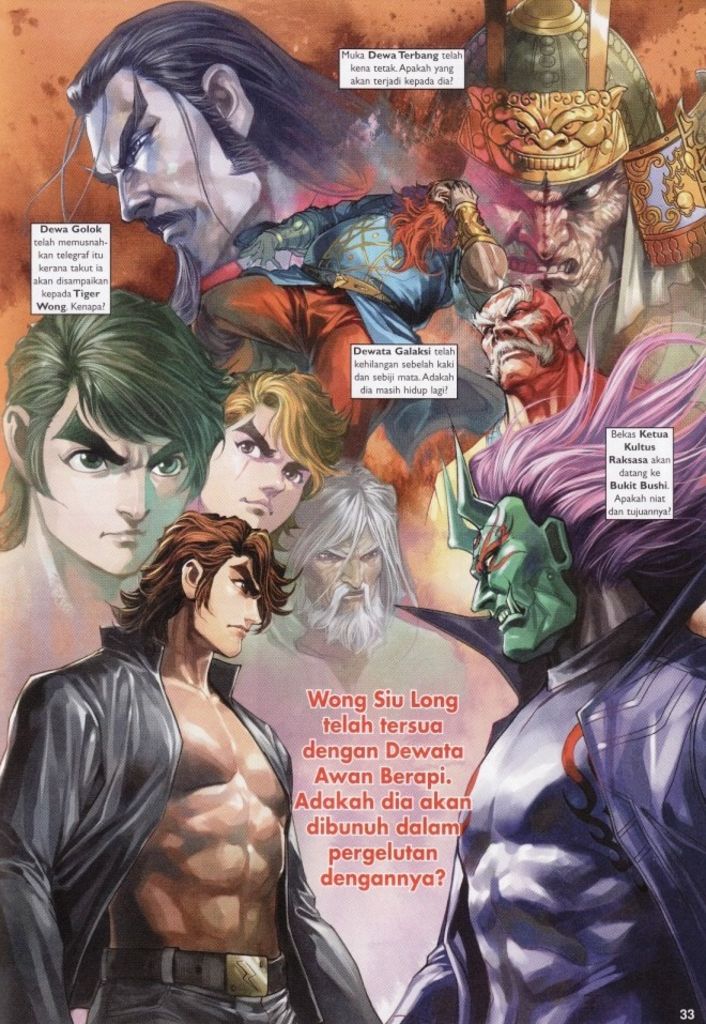 Muka Dewa Terbang telah
kena tetak. Apakah yang
akan terjadi kepada dia?
Dewa Golok
telah memusnah-
kan telegraf itu
kerana takut ia
akan disampaikan
kepada Tiger
Wong. Kenapa?
Dewata Galaksi telah
kehilangan sebelah kaki
dan sebiji mata. Adakah
dia masih hidup lagi?
Bekas Ketua
Kultus
Raksasa akan
datang ke
Bukit Bushi.
Apakah niat
dan tujuannya?
Wong Siu Long
telah tersua
dengan Dewata
Awan Berapi.
Adakah dia akan
dibunuh dalam
pergelutan
dengannya?
33